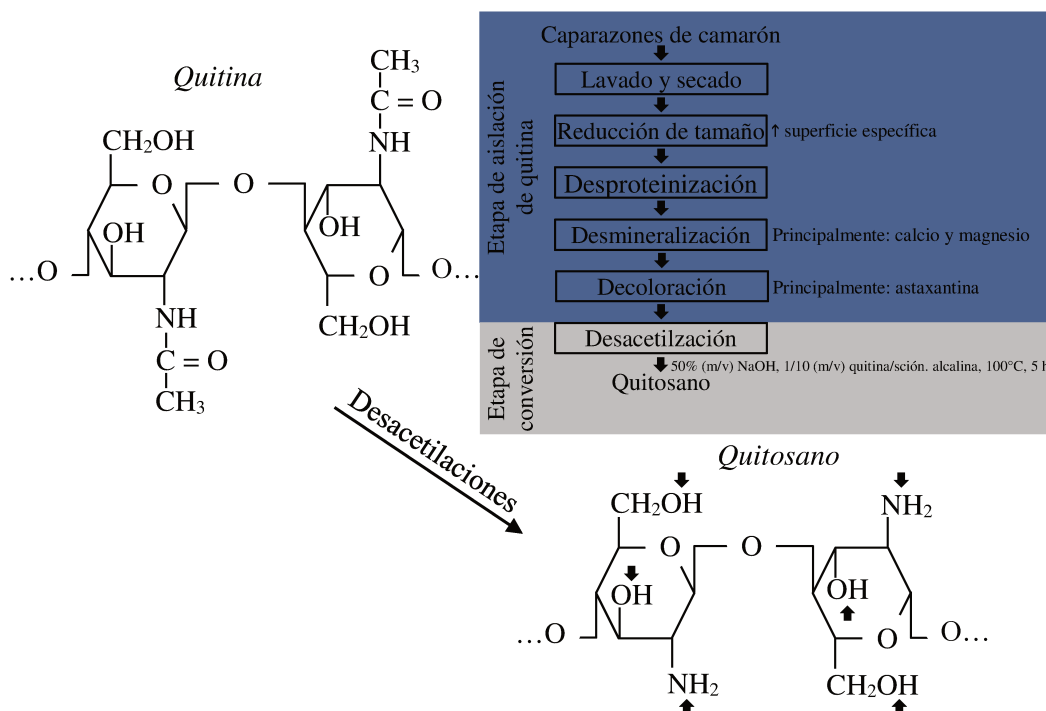 Quitina
CH₃
C = O
NH
CH₂OH
O
O
OH
OH
...O
O
O...
NH
CH₂OH
C = O
CH₃
Etapa de aislación
de quitina
Caparazones de camarón
Lavado y secado
Reducción de tamaño
↑ superficie específica
Desproteinización
Desmineralización
Principalmente: calcio y magnesio
Decoloración
Principalmente: astaxantina
Etapa de
conversión
Desacetilzación
50% (m/v) NaOH, 1/10 (m/v) quitina/sción. alcalina, 100°C, 5 h
Quitosano
Desacetilaciones
Quitosano
CH₂OH
NH₂
O
O
OH
OH
...O
O
O...
NH₂
CH₂OH